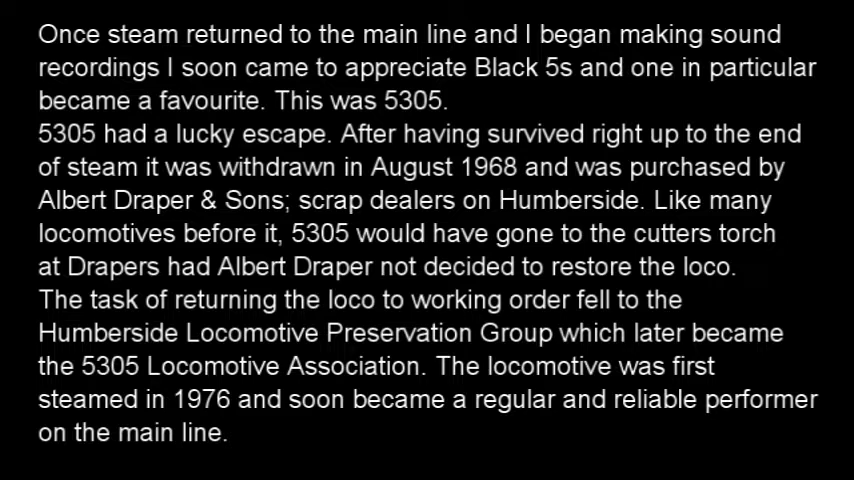 Once steam returned to the main line and I began making sound
recordings I soon came to appreciate Black 5s and one in particular
became a favourite. This was 5305.
5305 had a lucky escape. After having survived right up to the end
of steam it was withdrawn in August 1968 and was purchased by
Albert Draper & Sons; scrap dealers on Humberside. Like many
locomotives before it, 5305 would have gone to the cutters torch
at Drapers had Albert Draper not decided to restore the loco.
The task of returning the loco to working order fell to the
Humberside Locomotive Preservation Group which later became
the 5305 Locomotive Association. The locomotive was first
steamed in 1976 and soon became a regular and reliable performer
on the main line.